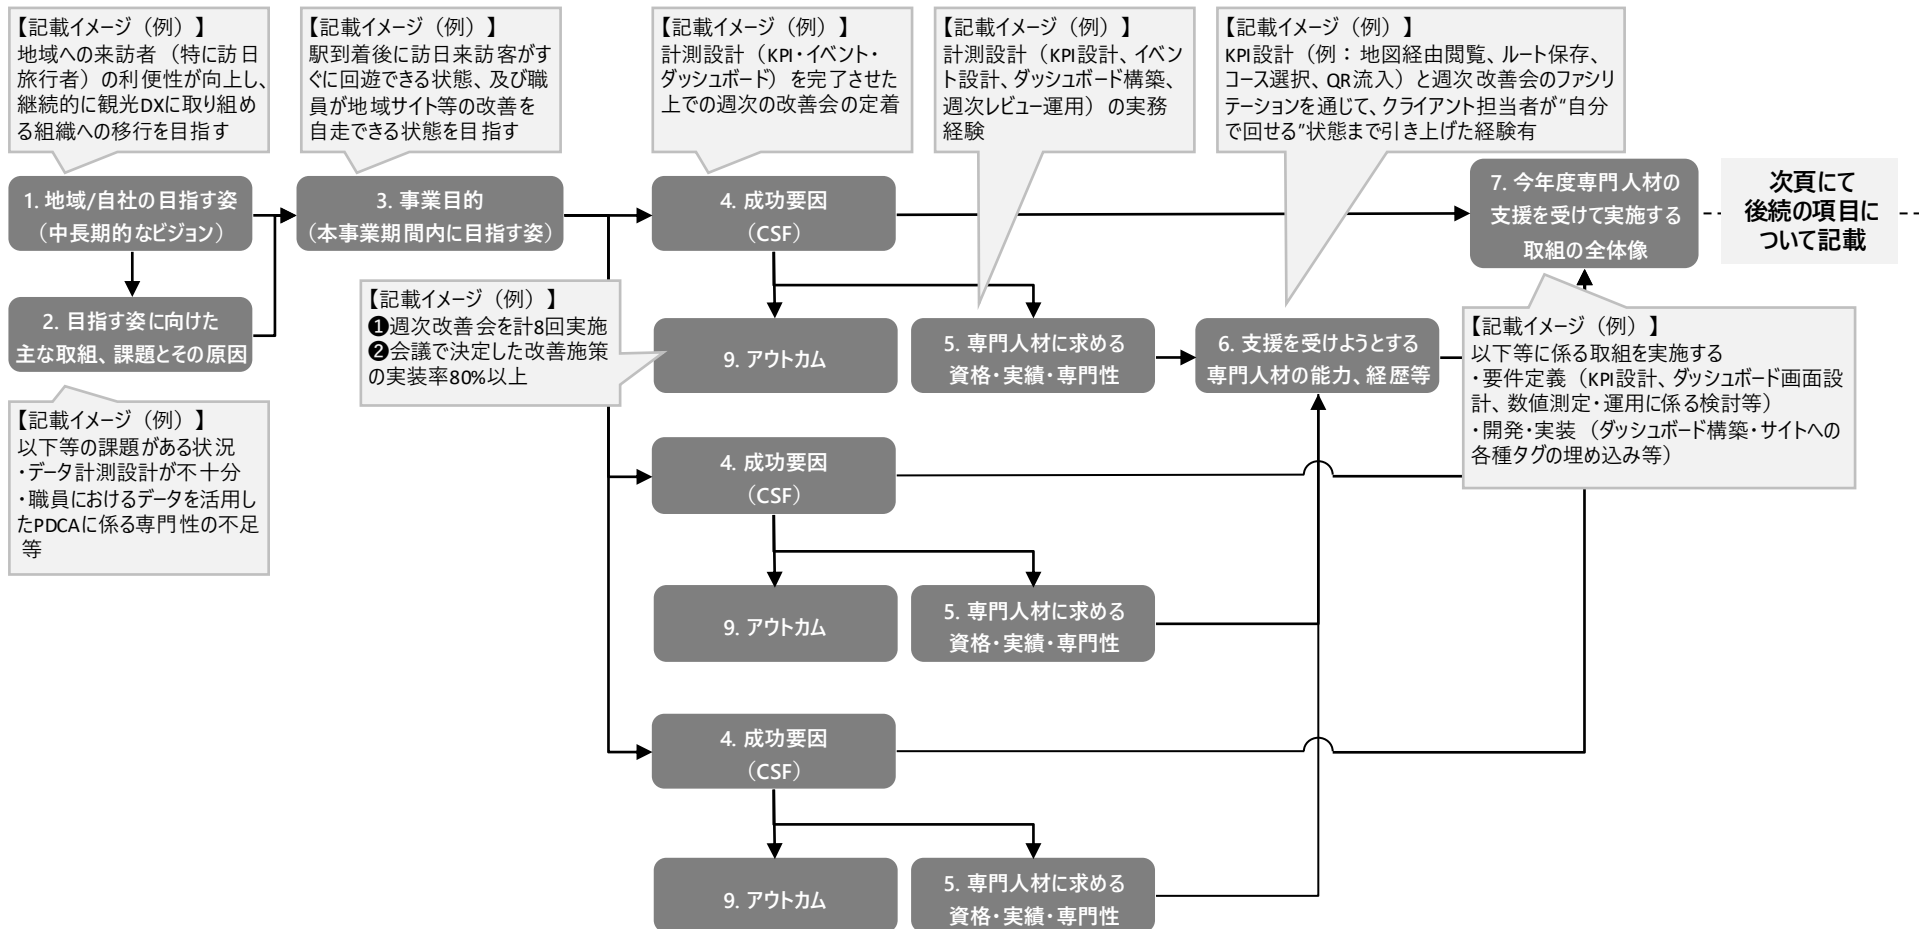 【記載イメージ（例）】
地域への来訪者（特に訪日
旅行者）の利便性が向上し、
継続的に観光DXに取り組め
る組織への移行を目指す
【記載イメージ（例）】
駅到着後に訪日来訪客がす
ぐに回遊できる状態、及び職
員が地域サイト等の改善を
自走できる状態を目指す
【記載イメージ（例）】
計測設計（KPI・イベント・
ダッシュボード）を完了させた
上での週次の改善会の定着
【記載イメージ（例）】
計測設計（KPI設計、イベン
ト設計、ダッシュボード構築、
週次レビュー運用）の実務
経験
【記載イメージ（例）】
KPI設計（例：地図経由閲覧、ルート保存、
コース選択、QR流入）と週次改善会のファシリ
テーションを通じて、クライアント担当者が“自分
で回せる”状態まで引き上げた経験有
1. 地域/自社の目指す姿
（中長期的なビジョン）
3. 事業目的
（本事業期間内に目指す姿）
4. 成功要因
（CSF）
7. 今年度専門人材の
支援を受けて実施する
取組の全体像
次頁にて
後続の項目に
ついて記載
2. 目指す姿に向けた
主な取組、課題とその原因
【記載イメージ（例）】
❶週次改善会を計8回実施
❷会議で決定した改善施策
の実装率80%以上
9. アウトカム
5. 専門人材に求める
資格・実績・専門性
6. 支援を受けようとする
専門人材の能力、経歴等
【記載イメージ（例）】
以下等に係る取組を実施する
・要件定義（KPI設計、ダッシュボード画面設
計、数値測定・運用に係る検討等）
・開発・実装（ダッシュボード構築・サイトへの
各種タグの埋め込み等）
【記載イメージ（例）】
以下等の課題がある状況
・データ計測設計が不十分
・職員におけるデータを活用し
たPDCAに係る専門性の不足
等
4. 成功要因
（CSF）
9. アウトカム
5. 専門人材に求める
資格・実績・専門性
4. 成功要因
（CSF）
9. アウトカム
5. 専門人材に求める
資格・実績・専門性